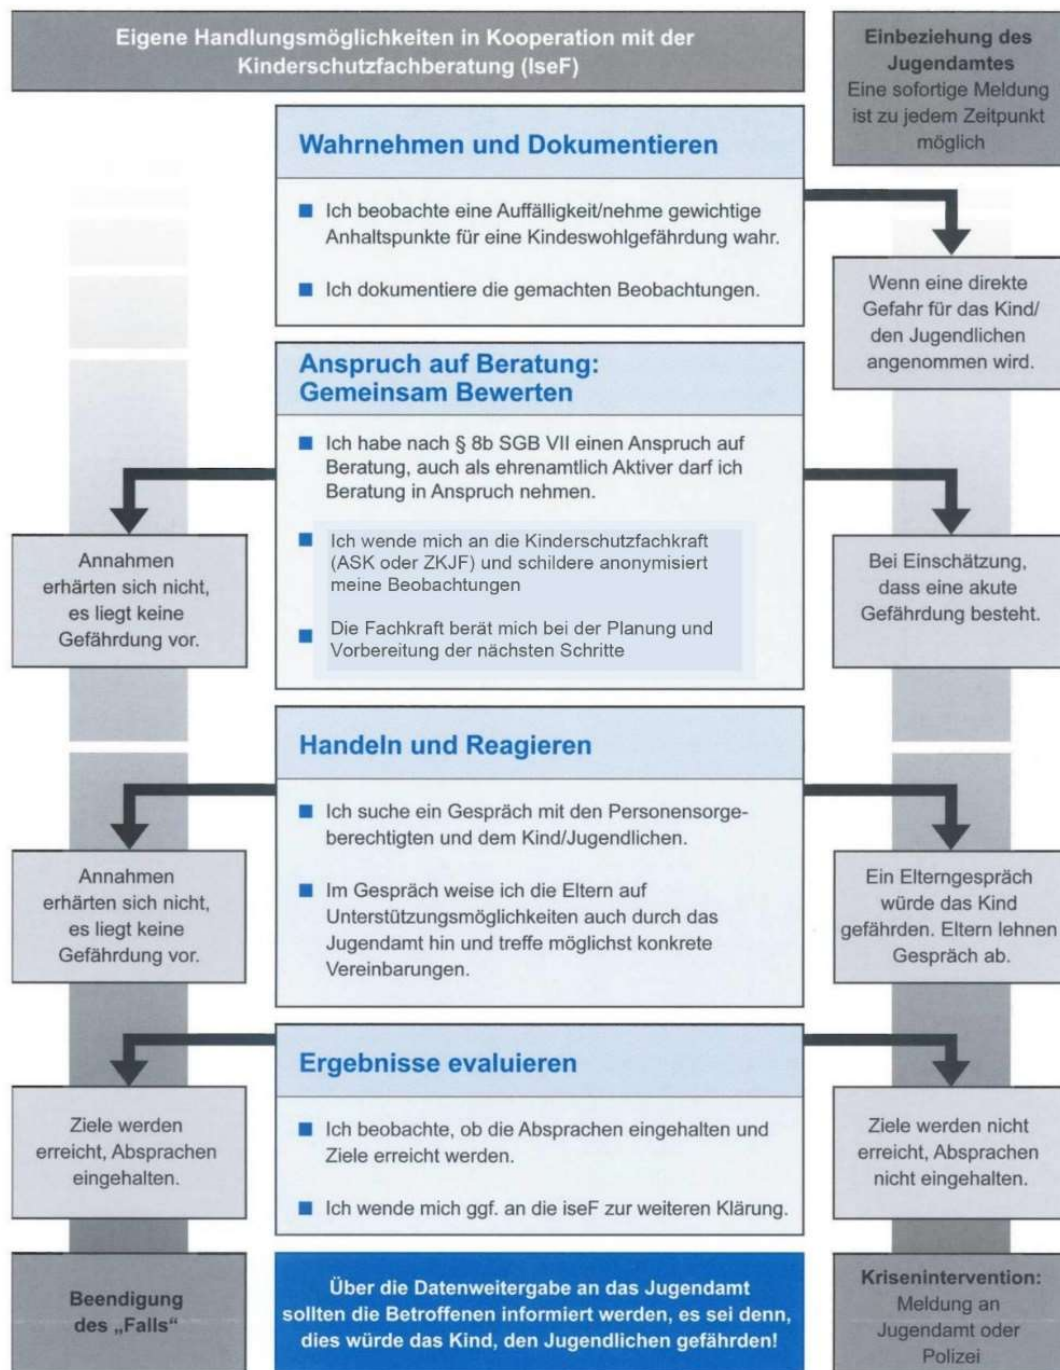 Eigene Handlungsmöglichkeiten in Kooperation mit der
Kinderschutzfachberatung (IseF)
Einbeziehung des
Jugendamtes
Eine sofortige Meldung
ist zu jedem Zeitpunkt
möglich
Wahrnehmen und Dokumentieren
■ Ich beobachte eine Auffälligkeit/nehme gewichtige
Anhaltspunkte für eine Kindeswohlgefährdung wahr.
■ Ich dokumentiere die gemachten Beobachtungen.
Wenn eine direkte
Gefahr für das Kind/
den Jugendlichen
angenommen wird.
Anspruch auf Beratung:
Gemeinsam Bewerten
■ Ich habe nach § 8b SGB VII einen Anspruch auf
Beratung, auch als ehrenamtlich Aktiver darf ich
Beratung in Anspruch nehmen.
■ Ich wende mich an die Kinderschutzfachkraft
(ASK oder ZKJF) und schildere anonymisiert
meine Beobachtungen
■ Die Fachkraft berät mich bei der Planung und
Vorbereitung der nächsten Schritte
Annahmen
erhärten sich nicht,
es liegt keine
Gefährdung vor.
Bei Einschätzung,
dass eine akute
Gefährdung besteht.
Handeln und Reagieren
■ Ich suche ein Gespräch mit den Personensorge-
berechtigten und dem Kind/Jugendlichen.
■ Im Gespräch weise ich die Eltern auf
Unterstützungsmöglichkeiten auch durch das
Jugendamt hin und treffe möglichst konkrete
Vereinbarungen.
Annahmen
erhärten sich nicht,
es liegt keine
Gefährdung vor.
Ein Elterngespräch
würde das Kind
gefährden. Eltern lehnen
Gespräch ab.
Ergebnisse evaluieren
■ Ich beobachte, ob die Absprachen eingehalten und
Ziele erreicht werden.
■ Ich wende mich ggf. an die iseF zur weiteren Klärung.
Ziele werden
erreicht, Absprachen
eingehalten.
Ziele werden nicht
erreicht, Absprachen
nicht eingehalten.
Beendigung
des „Falls“
Über die Datenweitergabe an das Jugendamt
sollten die Betroffenen informiert werden, es sei denn,
dies würde das Kind, den Jugendlichen gefährden!
Krisenintervention:
Meldung an
Jugendamt oder
Polizei